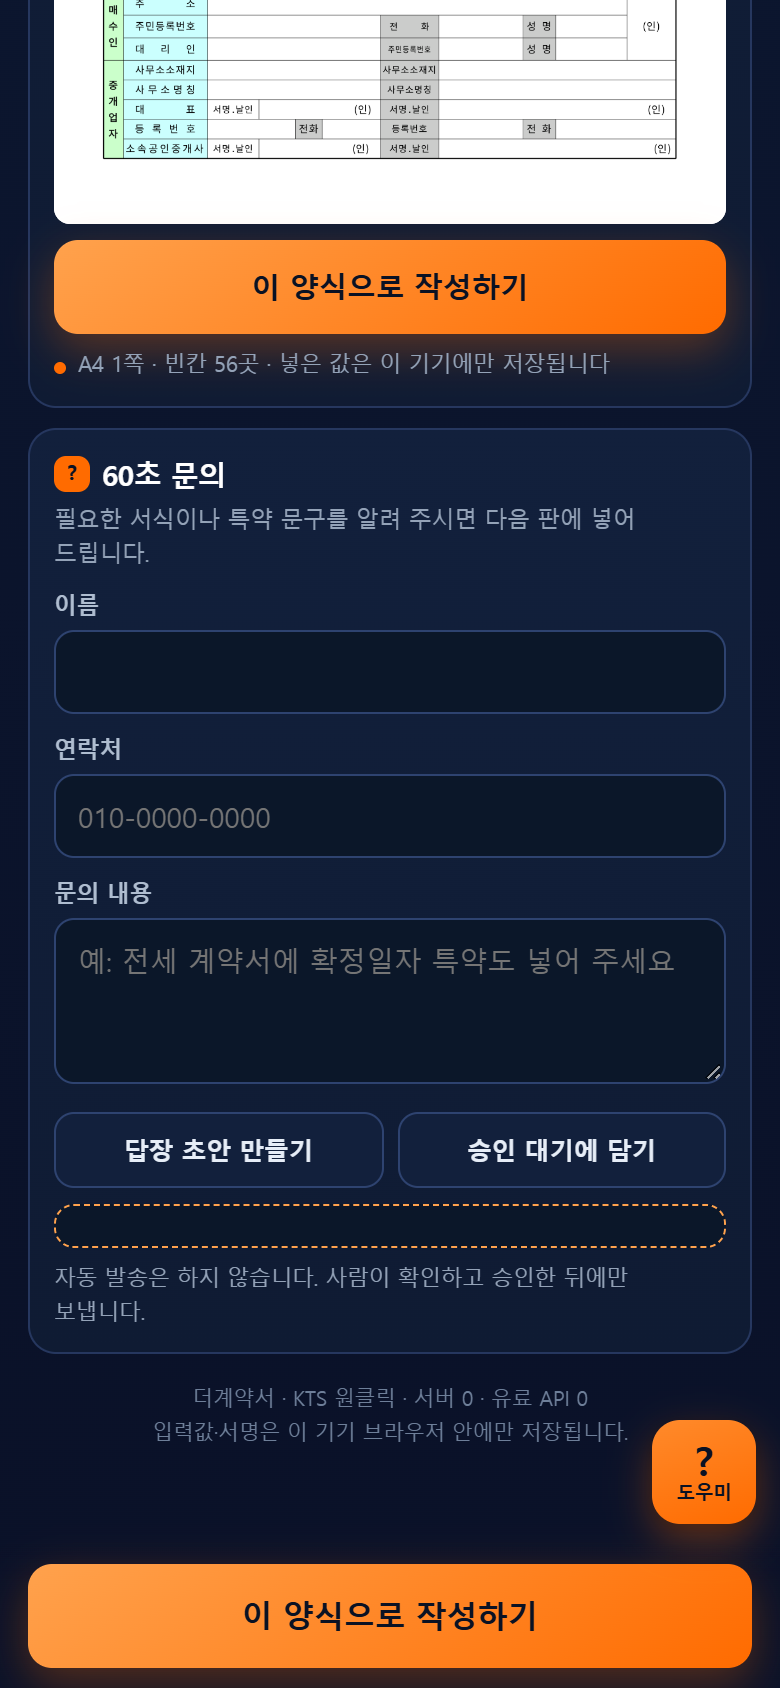 매수인
주 소
주민등록번호 전 화 성 명 (인)
대 리 인 주민등록번호 성 명
중개업자
사무소소재지 사무소소재지
사무소명칭 사무소명칭
대 표 서명.날인 (인) 서명.날인 (인)
등 록 번 호 전화 등록번호 전 화
소속공인중개사 서명.날인 (인) 서명.날인 (인)
이 양식으로 작성하기
A4 1쪽 · 빈칸 56곳 · 넣은 값은 이 기기에만 저장됩니다
? 60초 문의
필요한 서식이나 특약 문구를 알려 주시면 다음 판에 넣어
드립니다.
이름
연락처
010-0000-0000
문의 내용
예: 전세 계약서에 확정일자 특약도 넣어 주세요
답장 초안 만들기 승인 대기에 담기
자동 발송은 하지 않습니다. 사람이 확인하고 승인한 뒤에만
보냅니다.
더계약서 · KTS 원클릭 · 서버 0 · 유료 API 0
입력값·서명은 이 기기 브라우저 안에만 저장됩니다.
?
도우미
이 양식으로 작성하기